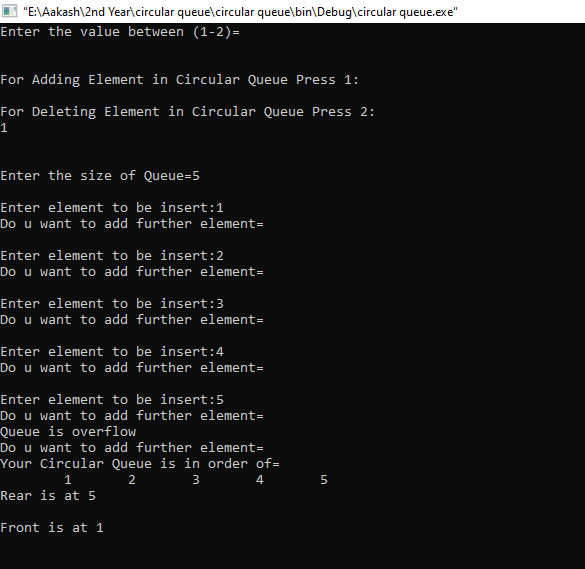 "E:\Aakash\2nd Year\circular queue\circular queue\bin\Debug\circular queue.exe"
Enter the value between (1-2)=
For Adding Element in Circular Queue Press 1:
For Deleting Element in Circular Queue Press 2:
1
Enter the size of Queue=5
Enter element to be insert:1
Do u want to add further element=
Enter element to be insert:2
Do u want to add further element=
Enter element to be insert:3
Do u want to add further element=
Enter element to be insert:4
Do u want to add further element=
Enter element to be insert:5
Do u want to add further element=
Queue is overflow
Do u want to add further element=
Your Circular Queue is in order of=
1 2 3 4 5
Rear is at 5
Front is at 1